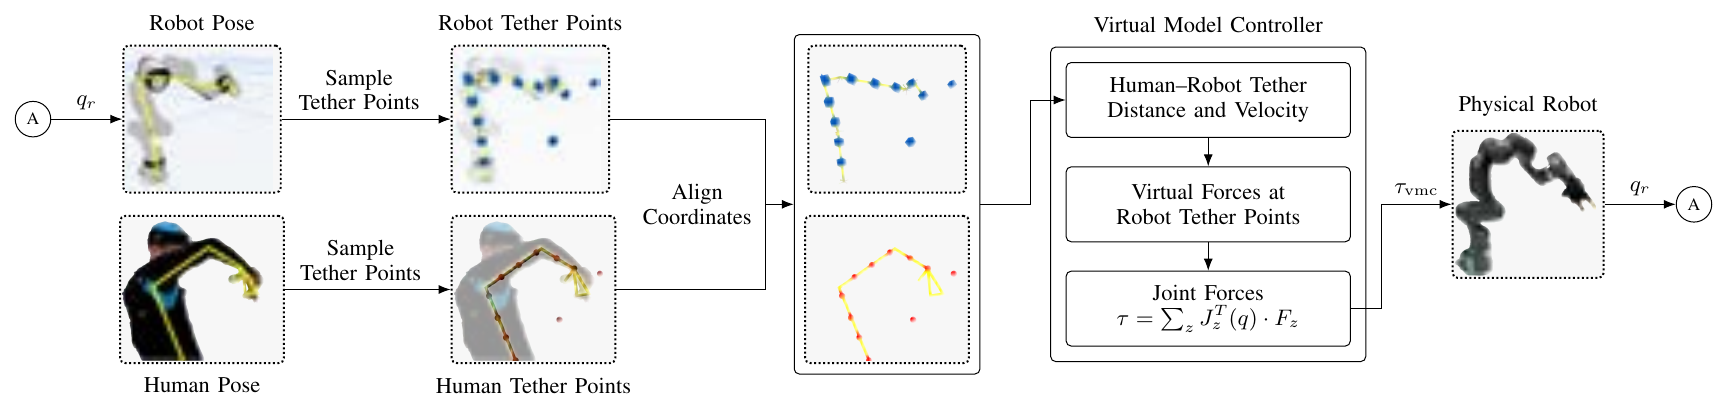 Robot Pose
Robot Tether Points
Virtual Model Controller
A
q_r
Sample
Tether Points
Human–Robot Tether
Distance and Velocity
Physical Robot
Align
Coordinates
Virtual Forces at
Robot Tether Points
τ_vmc
q_r
A
Sample
Tether Points
Joint Forces
τ = ∑_z J_z^T(q) · F_z
Human Pose
Human Tether Points